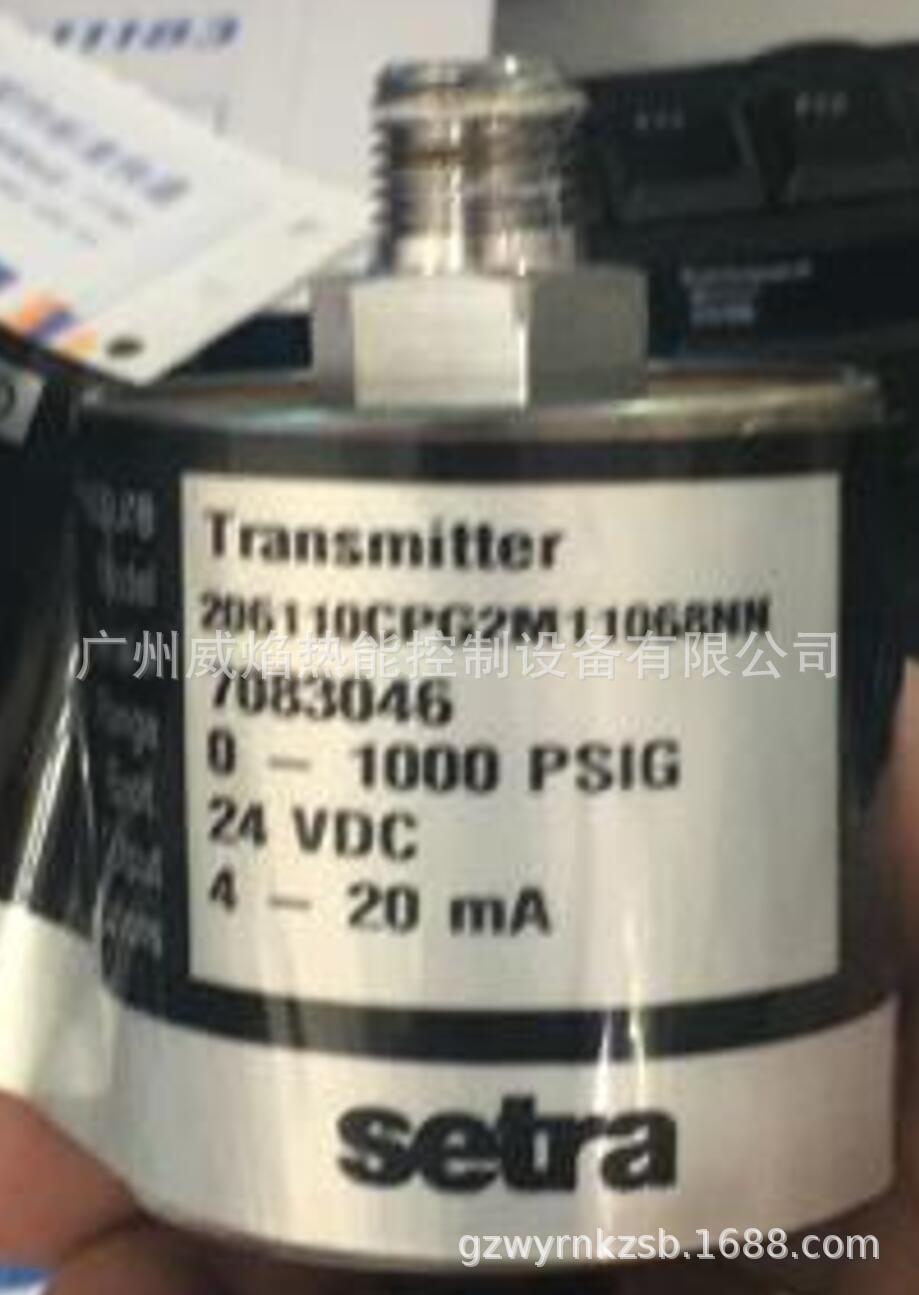 Transmitter
206110CPG2M11068NN
广州威焰热能控制设备有限公司
7083046
0 - 1000 PSIG
24 VDC
4 - 20 mA
setra
gzwyrnkzsb.1688.com